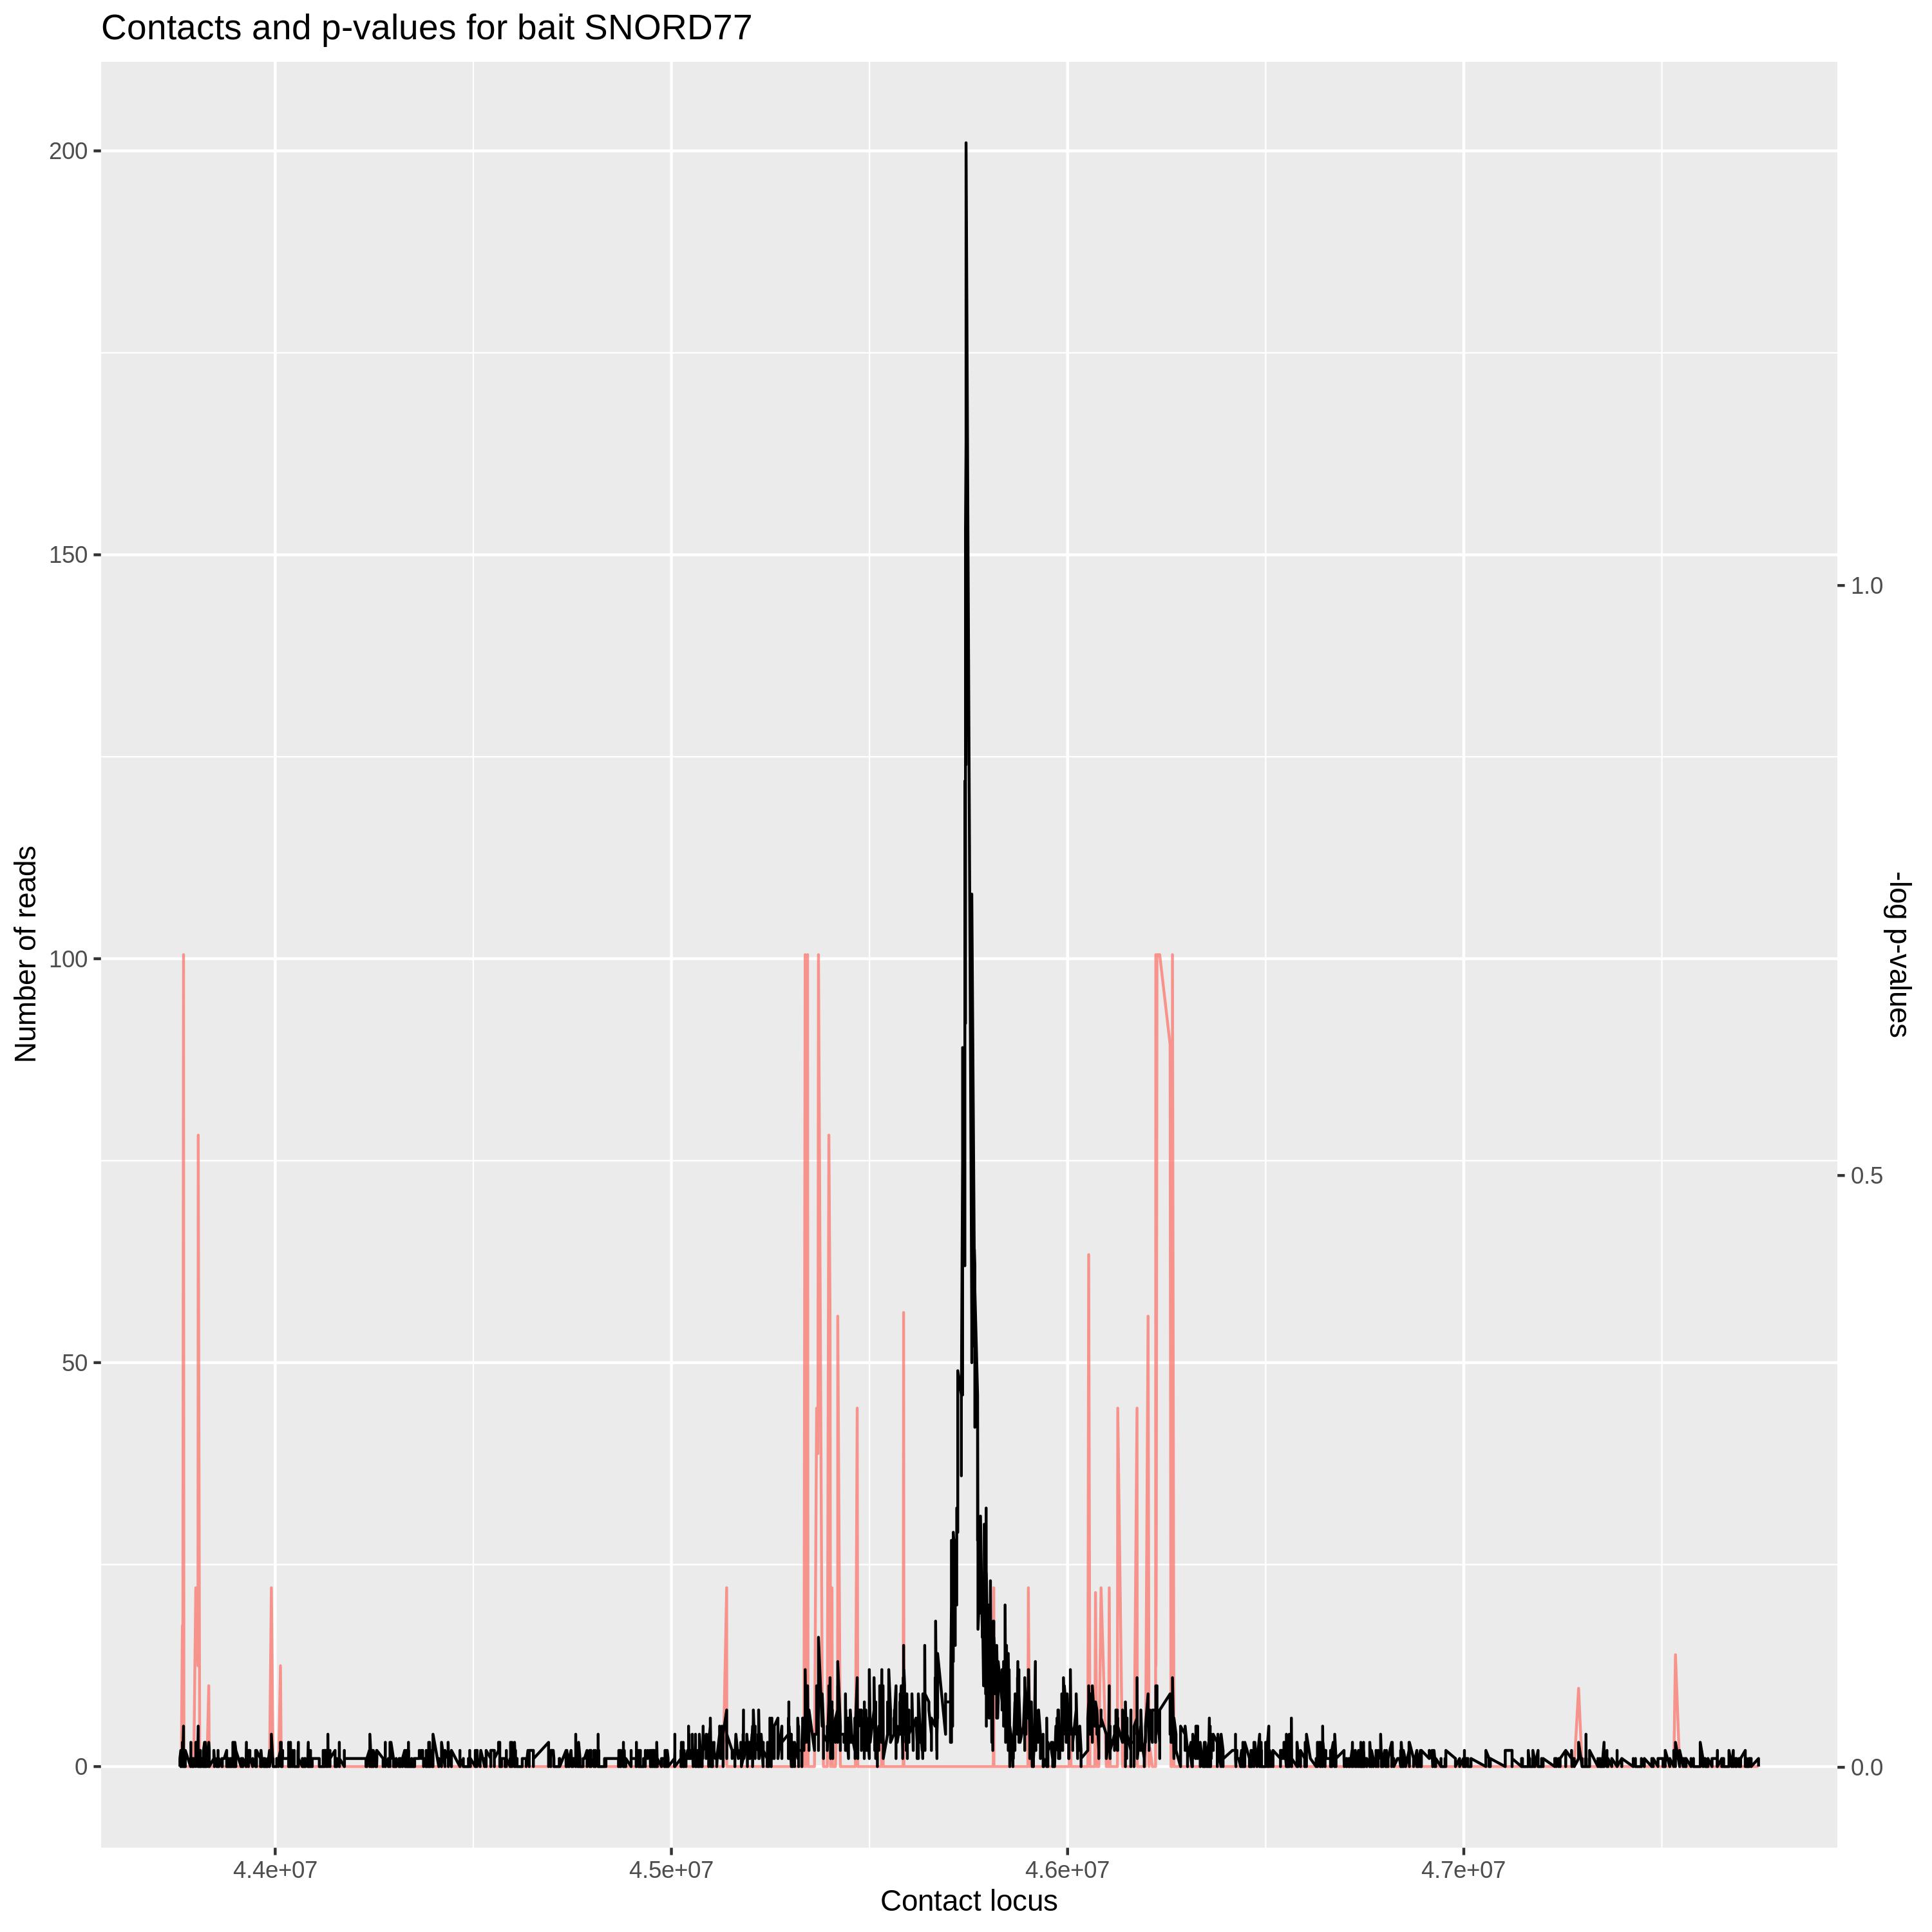 Contacts and p-values for bait SNORD77
200
150
100
50
0
Number of reads
1.0
0.5
0.0
-log p-values
4.4e+07
4.5e+07
4.6e+07
4.7e+07
Contact locus